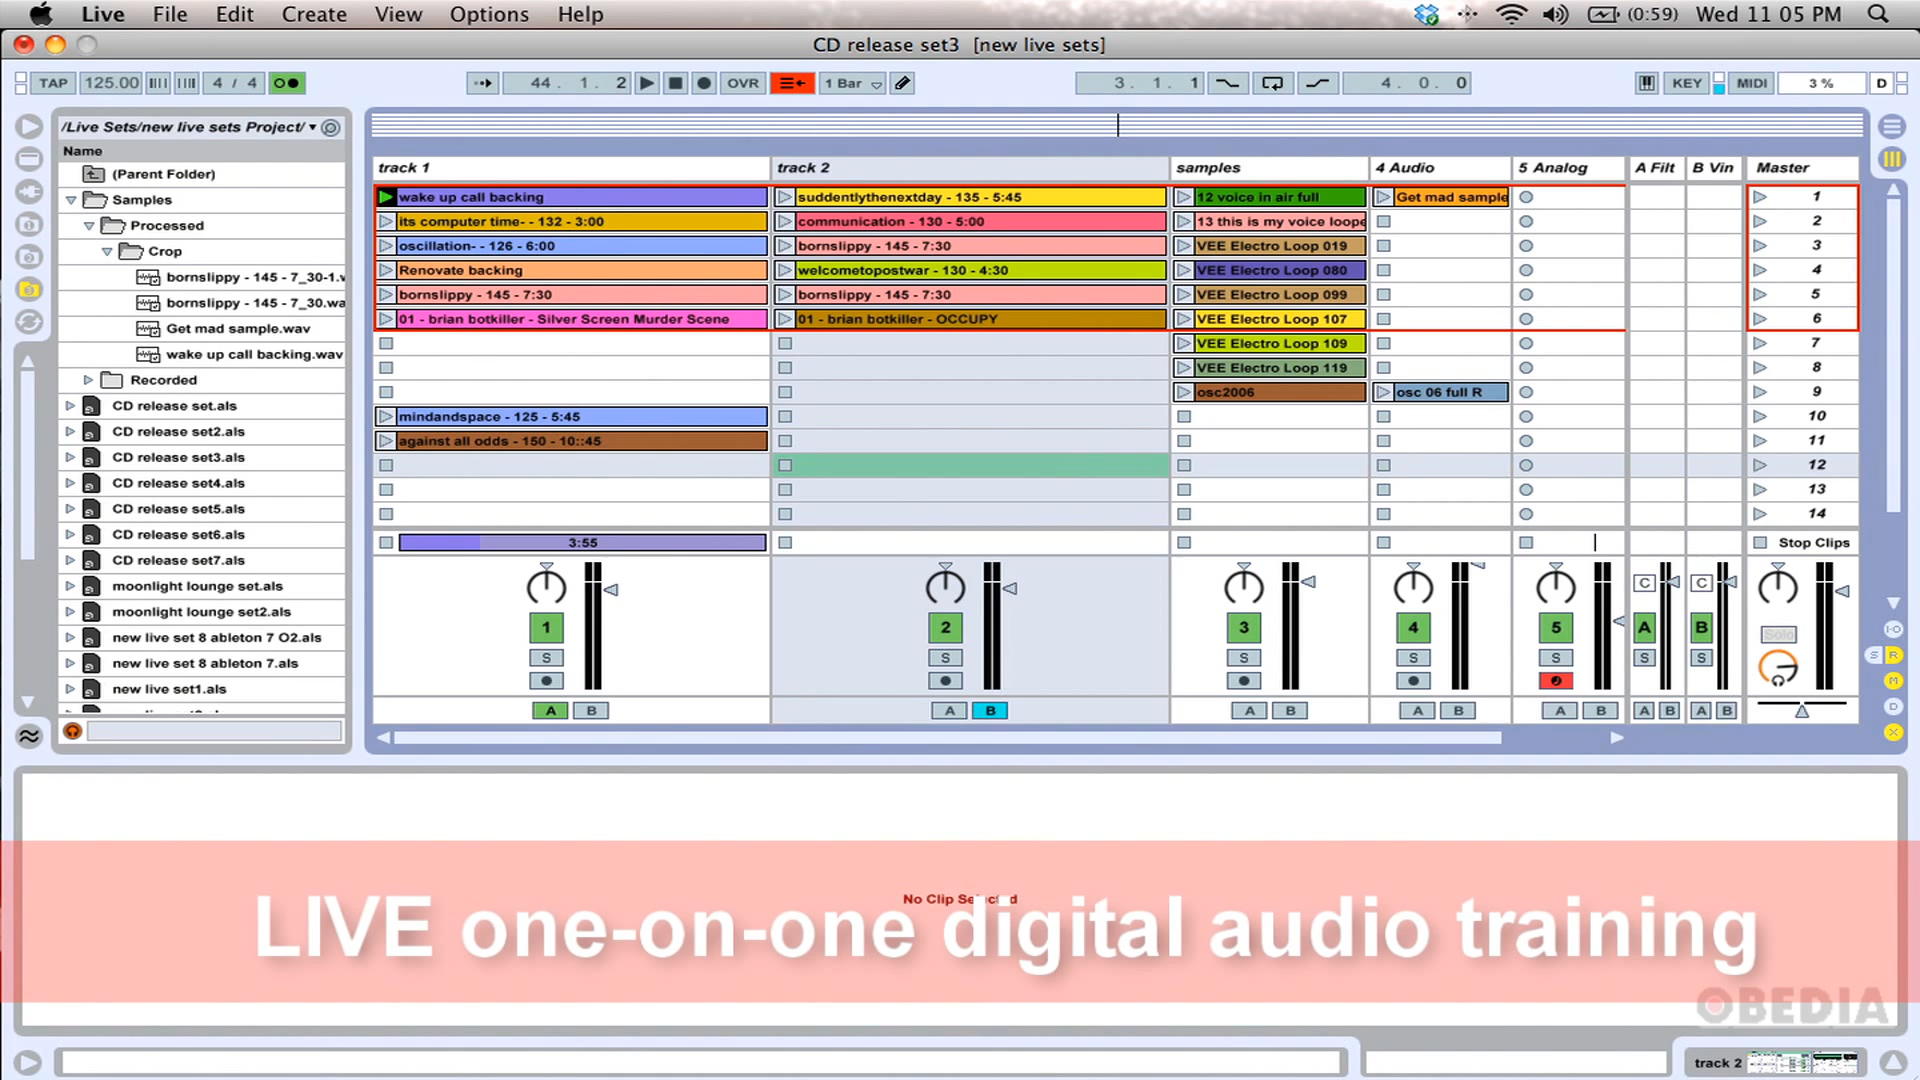 Live File Edit Create View Options Help (0:59) Wed 11 05 PM
CD release set3 [new live sets]
TAP 125.00 4 / 4 44. 1. 2 OVR 1 Bar 3. 1. 1 4. 0. 0 KEY MIDI 3 % D
/Live Sets/new live sets Project/
Name
(Parent Folder)
Samples
Processed
Crop
bornslippy - 145 - 7_30-1.w
bornslippy - 145 - 7_30.wa
Get mad sample.wav
wake up call backing.wav
Recorded
CD release set.als
CD release set2.als
CD release set3.als
CD release set4.als
CD release set5.als
CD release set6.als
CD release set7.als
moonlight lounge set.als
moonlight lounge set2.als
new live set 8 ableton 7 O2.als
new live set 8 ableton 7.als
new live set1.als
track 1 track 2 samples 4 Audio 5 Analog A Filt B Vin Master
wake up call backing suddentlythenextday - 135 - 5:45 12 voice in air full Get mad sample 1
its computer time- - 132 - 3:00 communication - 130 - 5:00 13 this is my voice loope 2
oscillation- - 126 - 6:00 bornslippy - 145 - 7:30 VEE Electro Loop 019 3
Renovate backing welcometopostwar - 130 - 4:30 VEE Electro Loop 080 4
bornslippy - 145 - 7:30 bornslippy - 145 - 7:30 VEE Electro Loop 099 5
01 - brian botkiller - Silver Screen Murder Scene 01 - brian botkiller - OCCUPY VEE Electro Loop 107 6
VEE Electro Loop 109 7
VEE Electro Loop 119 8
osc2006 osc 06 full R 9
mindandspace - 125 - 5:45 10
against all odds - 150 - 10::45 11
12
13
14
3:55 Stop Clips
C C
1 2 3 4 5 A B Solo
S S S S S S S
A B A B A B A B A B A B A B
I·O
S R
M
D
X
No Clip Selected
LIVE one-on-one digital audio training
OBEDIA
track 2